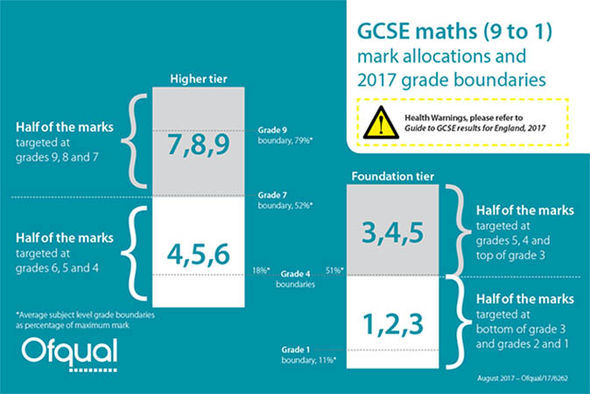 GCSE maths (9 to 1)
mark allocations and
2017 grade boundaries
Health Warnings, please refer to
Guide to GCSE results for England, 2017
Higher tier
Half of the marks
targeted at
grades 9, 8 and 7
7,8,9
Grade 9
boundary, 79%*
Grade 7
boundary, 52%*
Half of the marks
targeted at
grades 6, 5 and 4
4,5,6
18%*
Grade 4
boundaries
51%*
Foundation tier
3,4,5
Half of the marks
targeted at
grades 5, 4 and
top of grade 3
1,2,3
Half of the marks
targeted at
bottom of grade 3
and grades 2 and 1
Grade 1
boundary, 11%*
*Average subject level grade boundaries
as percentage of maximum mark
Ofqual
August 2017 – Ofqual/17/6262